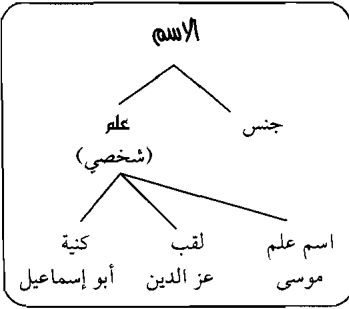 الاسم
جنس علم
(شخصي)
اسم علم لقب كنية
موسى عز الدين أبو إسماعيل